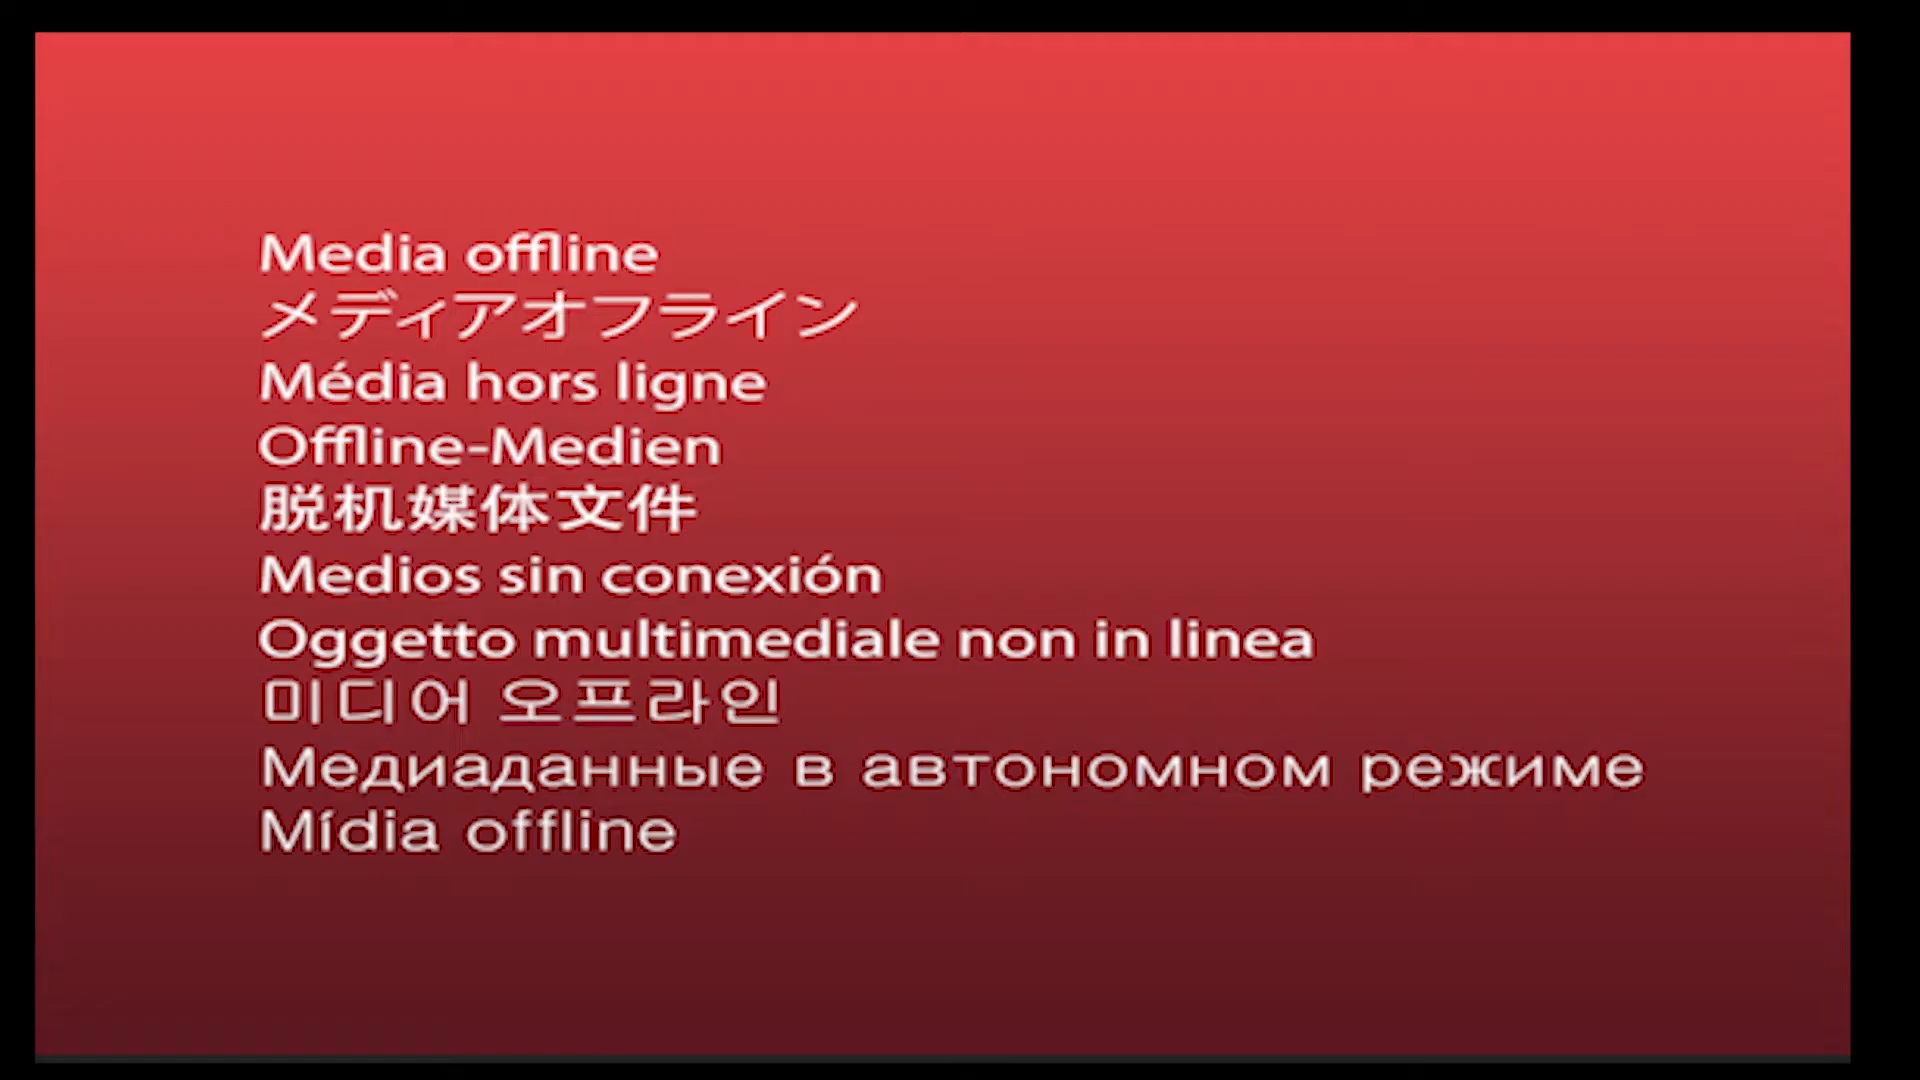 Media offline
メディアオフライン
Média hors ligne
Offline-Medien
脱机媒体文件
Medios sin conexión
Oggetto multimediale non in linea
미디어 오프라인
Медиаданные в автономном режиме
Mídia offline